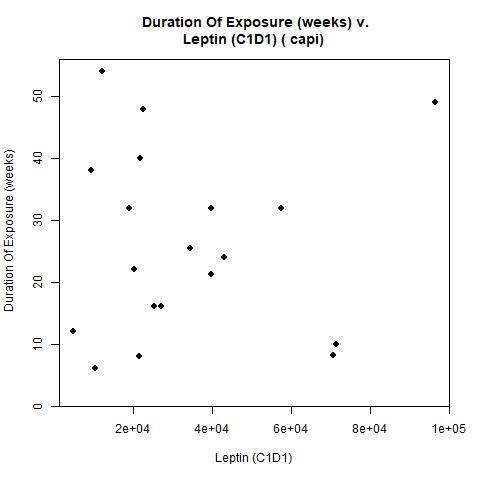 Duration Of Exposure (weeks) v.
Leptin (C1D1) ( capi)
Duration Of Exposure (weeks)
50
40
30
20
10
0
2e+04 4e+04 6e+04 8e+04 1e+05
Leptin (C1D1)